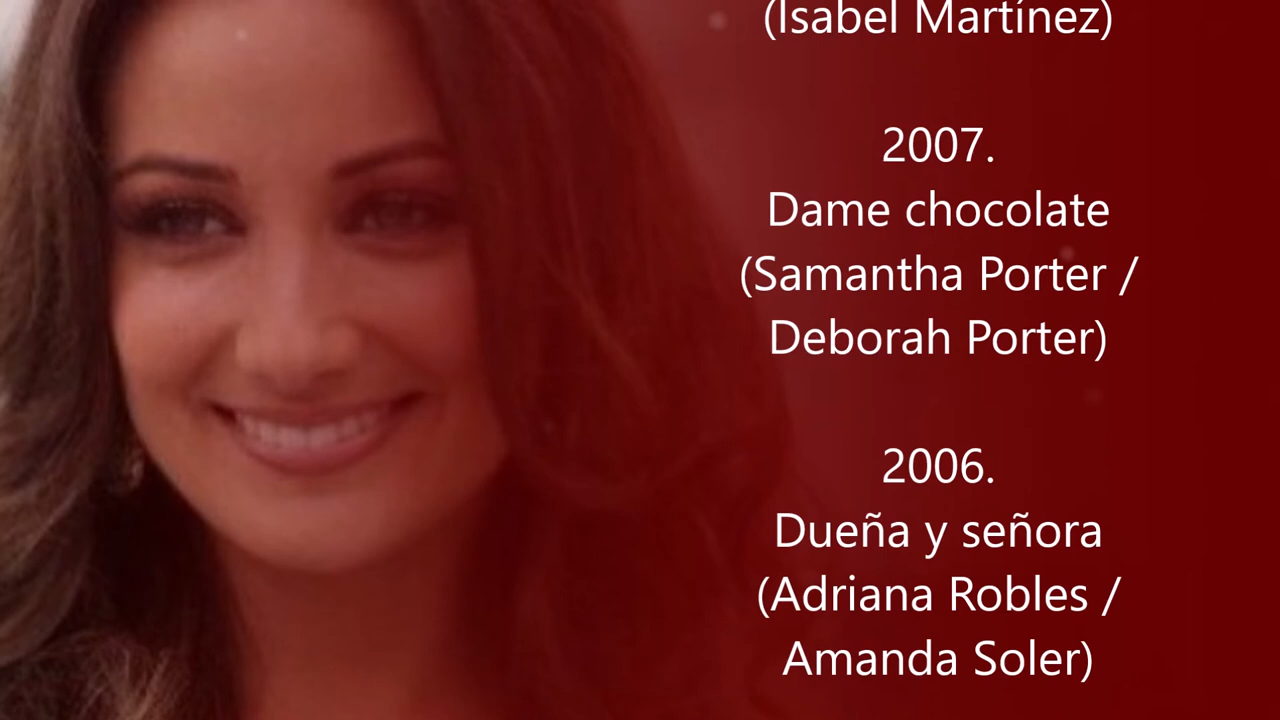 (Isabel Martínez)
2007.
Dame chocolate
(Samantha Porter /
Deborah Porter)
2006.
Dueña y señora
(Adriana Robles /
Amanda Soler)